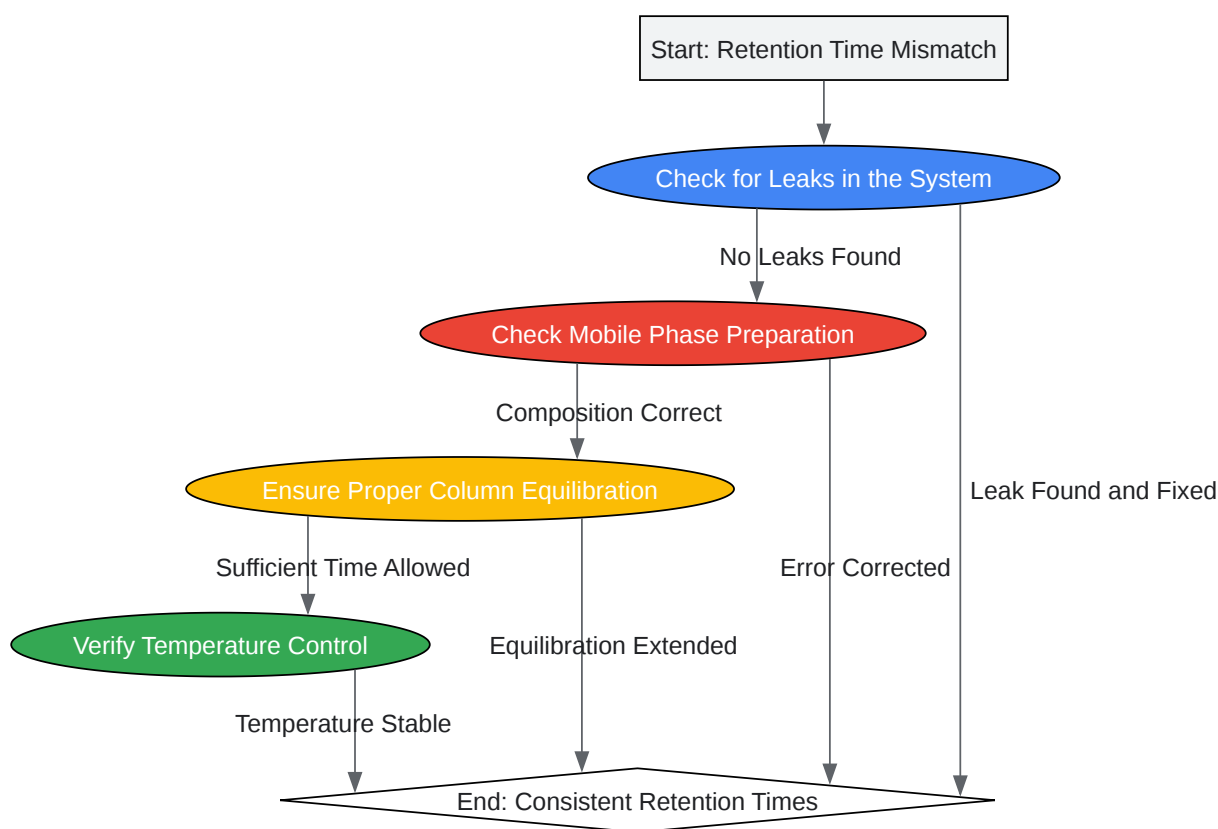 Start: Retention Time Mismatch
Check for Leaks in the System
No Leaks Found
Check Mobile Phase Preparation
Composition Correct
Ensure Proper Column Equilibration
Leak Found and Fixed
Sufficient Time Allowed
Error Corrected
Verify Temperature Control
Equilibration Extended
Temperature Stable
End: Consistent Retention Times